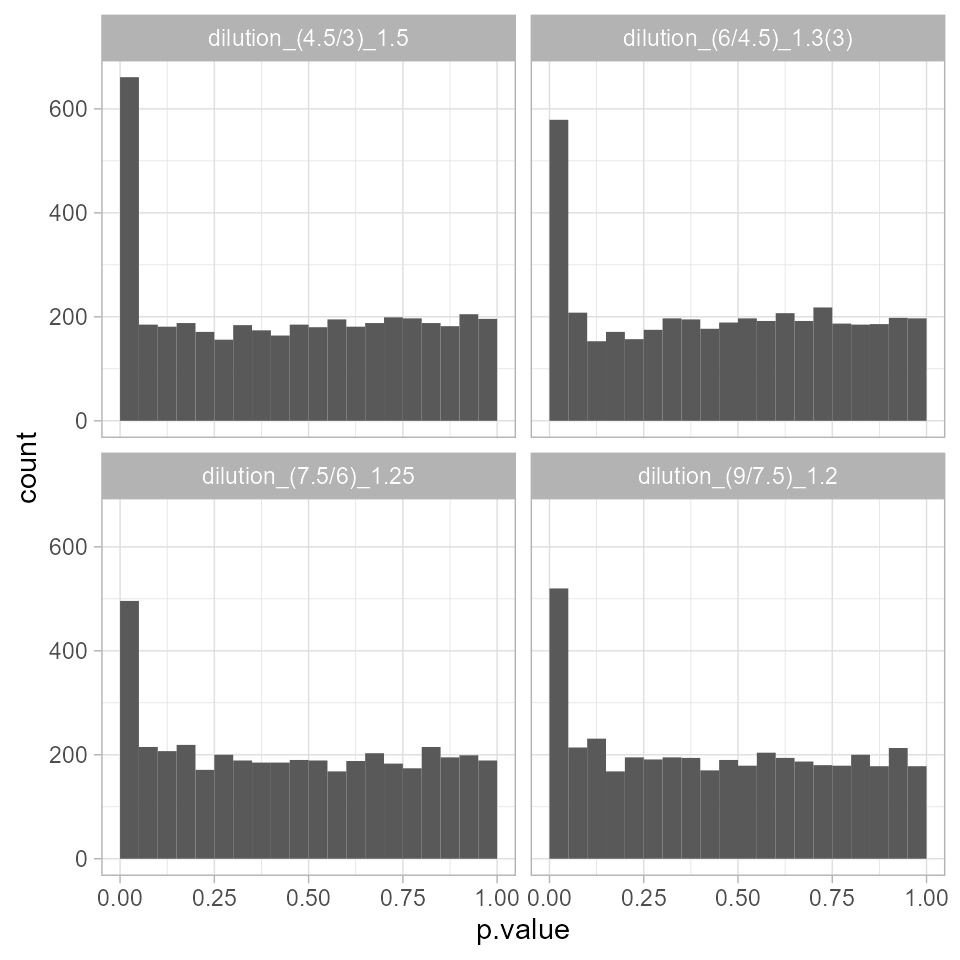 dilution_(4.5/3)_1.5
dilution_(6/4.5)_1.3(3)
600
400
200
0
count
dilution_(7.5/6)_1.25
dilution_(9/7.5)_1.2
600
400
200
0
0.00 0.25 0.50 0.75 1.00 0.00 0.25 0.50 0.75 1.00
p.value